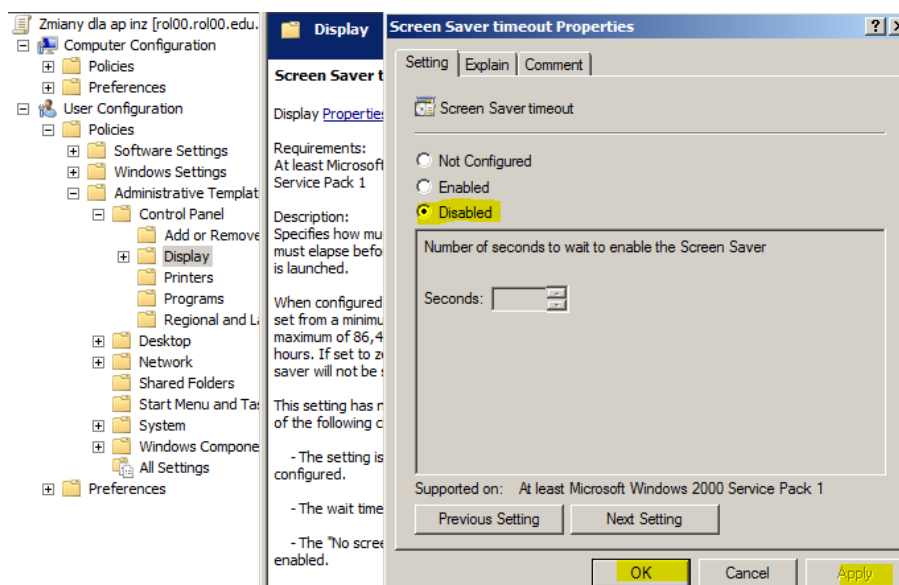 Zmiany dla ap inz [rol00.rol00.edu.
Computer Configuration
Policies
Preferences
User Configuration
Policies
Software Settings
Windows Settings
Administrative Templat
Control Panel
Add or Remove
Display
Printers
Programs
Regional and L
Desktop
Network
Shared Folders
Start Menu and Tas
System
Windows Compone
All Settings
Preferences
Display
Screen Saver t
Display Properties
Requirements:
At least Microsoft
Service Pack 1
Description:
Specifies how mu
must elapse befo
is launched.
When configured
set from a minimu
maximum of 86,4
hours. If set to ze
saver will not be s
This setting has n
of the following c
- The setting is
configured.
- The wait time
- The "No scree
enabled.
Screen Saver timeout Properties
Setting
Explain
Comment
Screen Saver timeout
Not Configured
Enabled
Disabled
Number of seconds to wait to enable the Screen Saver
Seconds:
Supported on: At least Microsoft Windows 2000 Service Pack 1
Previous Setting
Next Setting
OK
Cancel
Apply